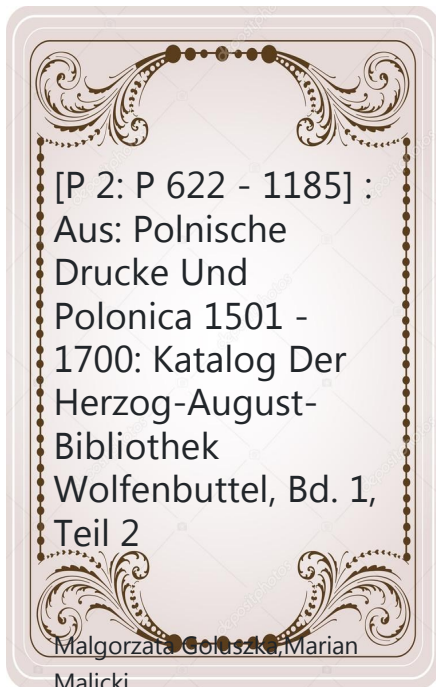 [P 2: P 622 - 1185] :
Aus: Polnische
Drucke Und
Polonica 1501 -
1700: Katalog Der
Herzog-August-
Bibliothek
Wolfenbuttel, Bd. 1,
Teil 2
Malgorzata Goluszka,Marian
Malicki